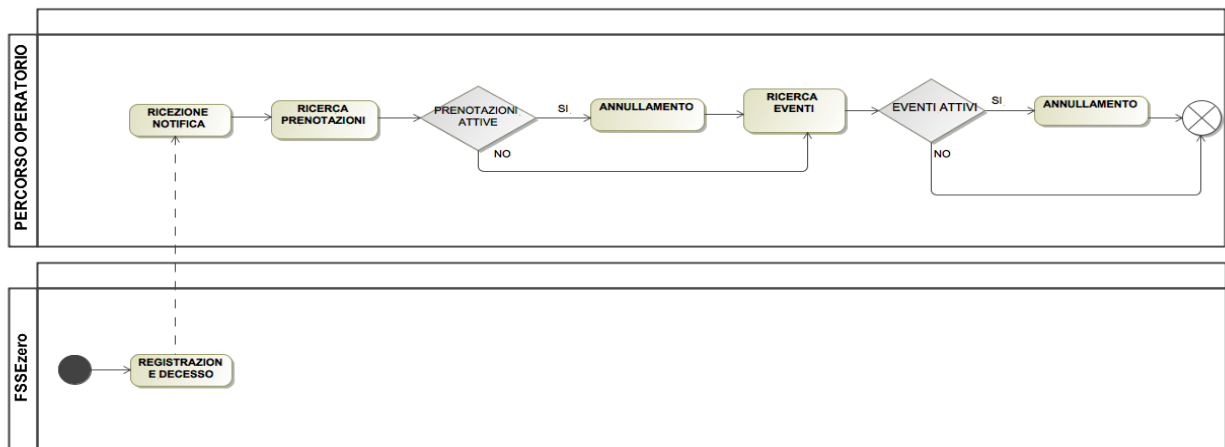 PERCORSO OPERATORIO
RICEZIONE
NOTIFICA
RICERCA
PRENOTAZIONI
PRENOTAZIONI
ATTIVE
SI
NO
ANNULLAMENTO
RICERCA
EVENTI
EVENTI ATTIVI
SI
NO
ANNULLAMENTO
FSSEzero
REGISTRAZION
E DECESSO